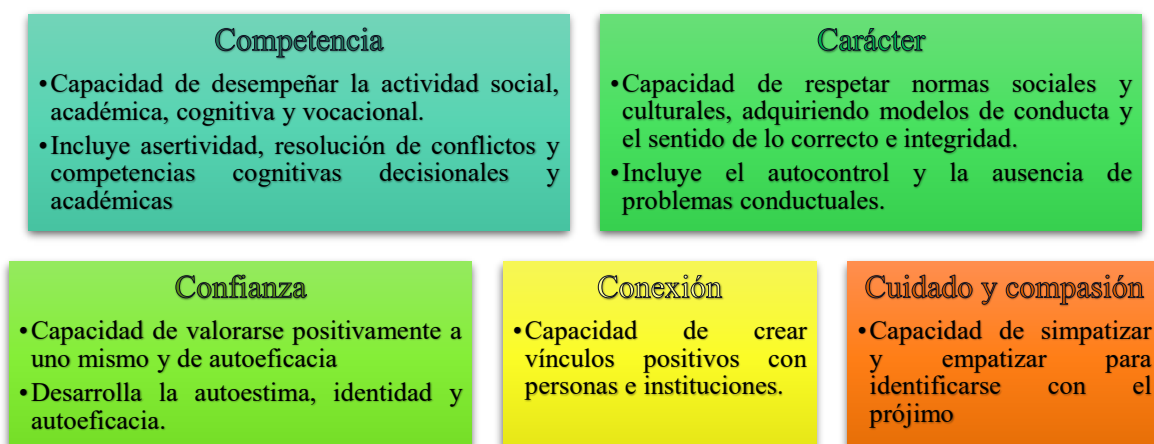 Competencia
•Capacidad de desempeñar la actividad social,
académica, cognitiva y vocacional.
•Incluye asertividad, resolución de conflictos y
competencias cognitivas decisionales y
académicas
Carácter
•Capacidad de respetar normas sociales y
culturales, adquiriendo modelos de conducta y
el sentido de lo correcto e integridad.
•Incluye el autocontrol y la ausencia de
problemas conductuales.
Confianza
•Capacidad de valorarse positivamente a
uno mismo y de autoeficacia
•Desarrolla la autoestima, identidad y
autoeficacia.
Conexión
•Capacidad de crear
vínculos positivos con
personas e instituciones.
Cuidado y compasión
•Capacidad de simpatizar
y empatizar para
identificarse con el
prójimo